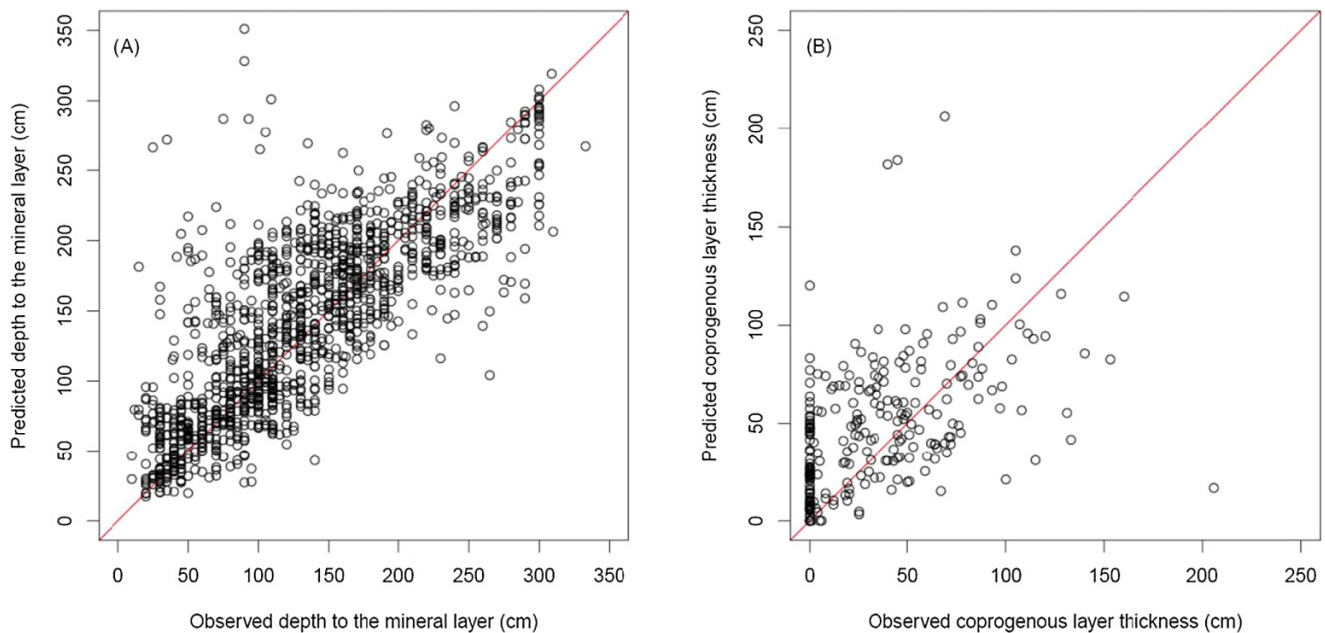 (A)
Predicted depth to the mineral layer (cm)
350
300
250
200
150
100
50
0
0 50 100 150 200 250 300 350
Observed depth to the mineral layer (cm)
(B)
Predicted coprogenous layer thickness (cm)
250
200
150
100
50
0
0 50 100 150 200 250
Observed coprogenous layer thickness (cm)